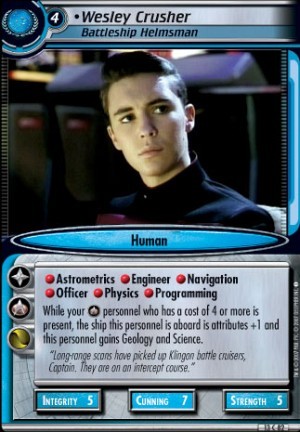 4 •Wesley Crusher
Battleship Helmsman
Human
Astrometrics Engineer Navigation
Officer Physics Programming
While your personnel who has a cost of 4 or more is
present, the ship this personnel is aboard is attributes +1 and
this personnel gains Geology and Science.
"Long-range scans have picked up Klingon battle cruisers,
Captain. They are on an intercept course."
INTEGRITY 5 CUNNING 7 STRENGTH 5